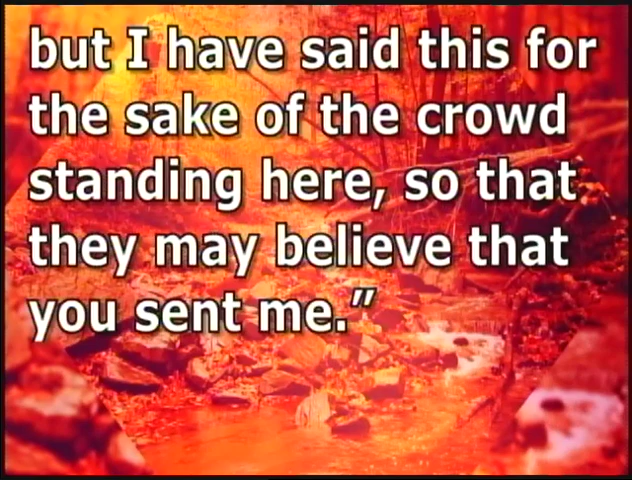 but I have said this for
the sake of the crowd
standing here, so that
they may believe that
you sent me.”